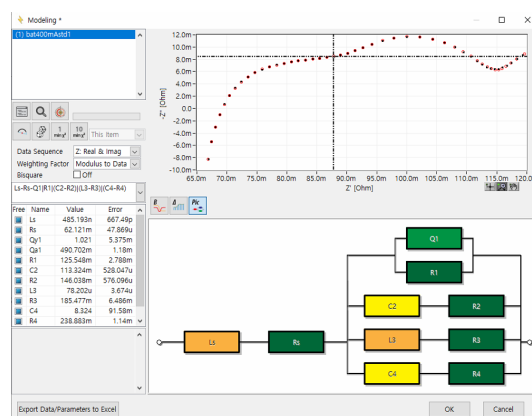 Modeling *
(1) bat400mAstd1
1 min χ²
10 min χ²
This item
Data Sequence Z: Real & Imag
Weighting Factor Modulus to Data
Bisquare Off
Ls-Rs-Q1|R1|(C2-R2)|(L3-R3)|(C4-R4)
Free Name Value Error
Ls 485.193n 667.49p
Rs 62.121m 47.869u
Qy1 1.021 5.375m
Qa1 490.702m 1.18m
R1 125.548m 2.788m
C2 113.324m 528.047u
R2 146.038m 576.096u
L3 78.202u 3.674u
R3 185.477m 6.486m
C4 8.324 91.58m
R4 238.883m 1.14m
Export Data/Parameters to Excel
-Z" [Ohm]
12.0m
10.0m
8.0m
6.0m
4.0m
2.0m
0.0
-2.0m
-4.0m
-6.0m
-8.0m
-10.0m
65.0m 70.0m 75.0m 80.0m 85.0m 90.0m 95.0m 100.0m 105.0m 110.0m 115.0m 120.0m
Z' [Ohm]
Pic
Q1
R1
C2 R2
Ls Rs L3 R3
C4 R4
OK Cancel